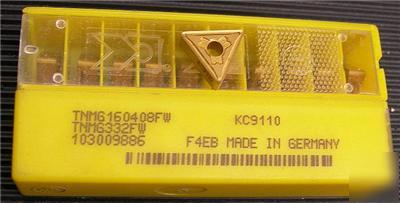 TNMG160408FW KC9110
TNMG332FW
103009886 F4EB MADE IN GERMANY